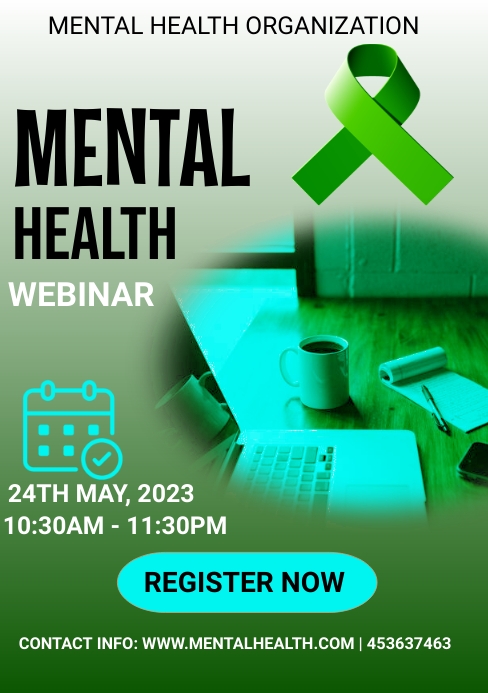 MENTAL HEALTH ORGANIZATION
MENTAL
HEALTH
WEBINAR
24TH MAY, 2023
10:30AM - 11:30PM
REGISTER NOW
CONTACT INFO: WWW.MENTALHEALTH.COM | 453637463